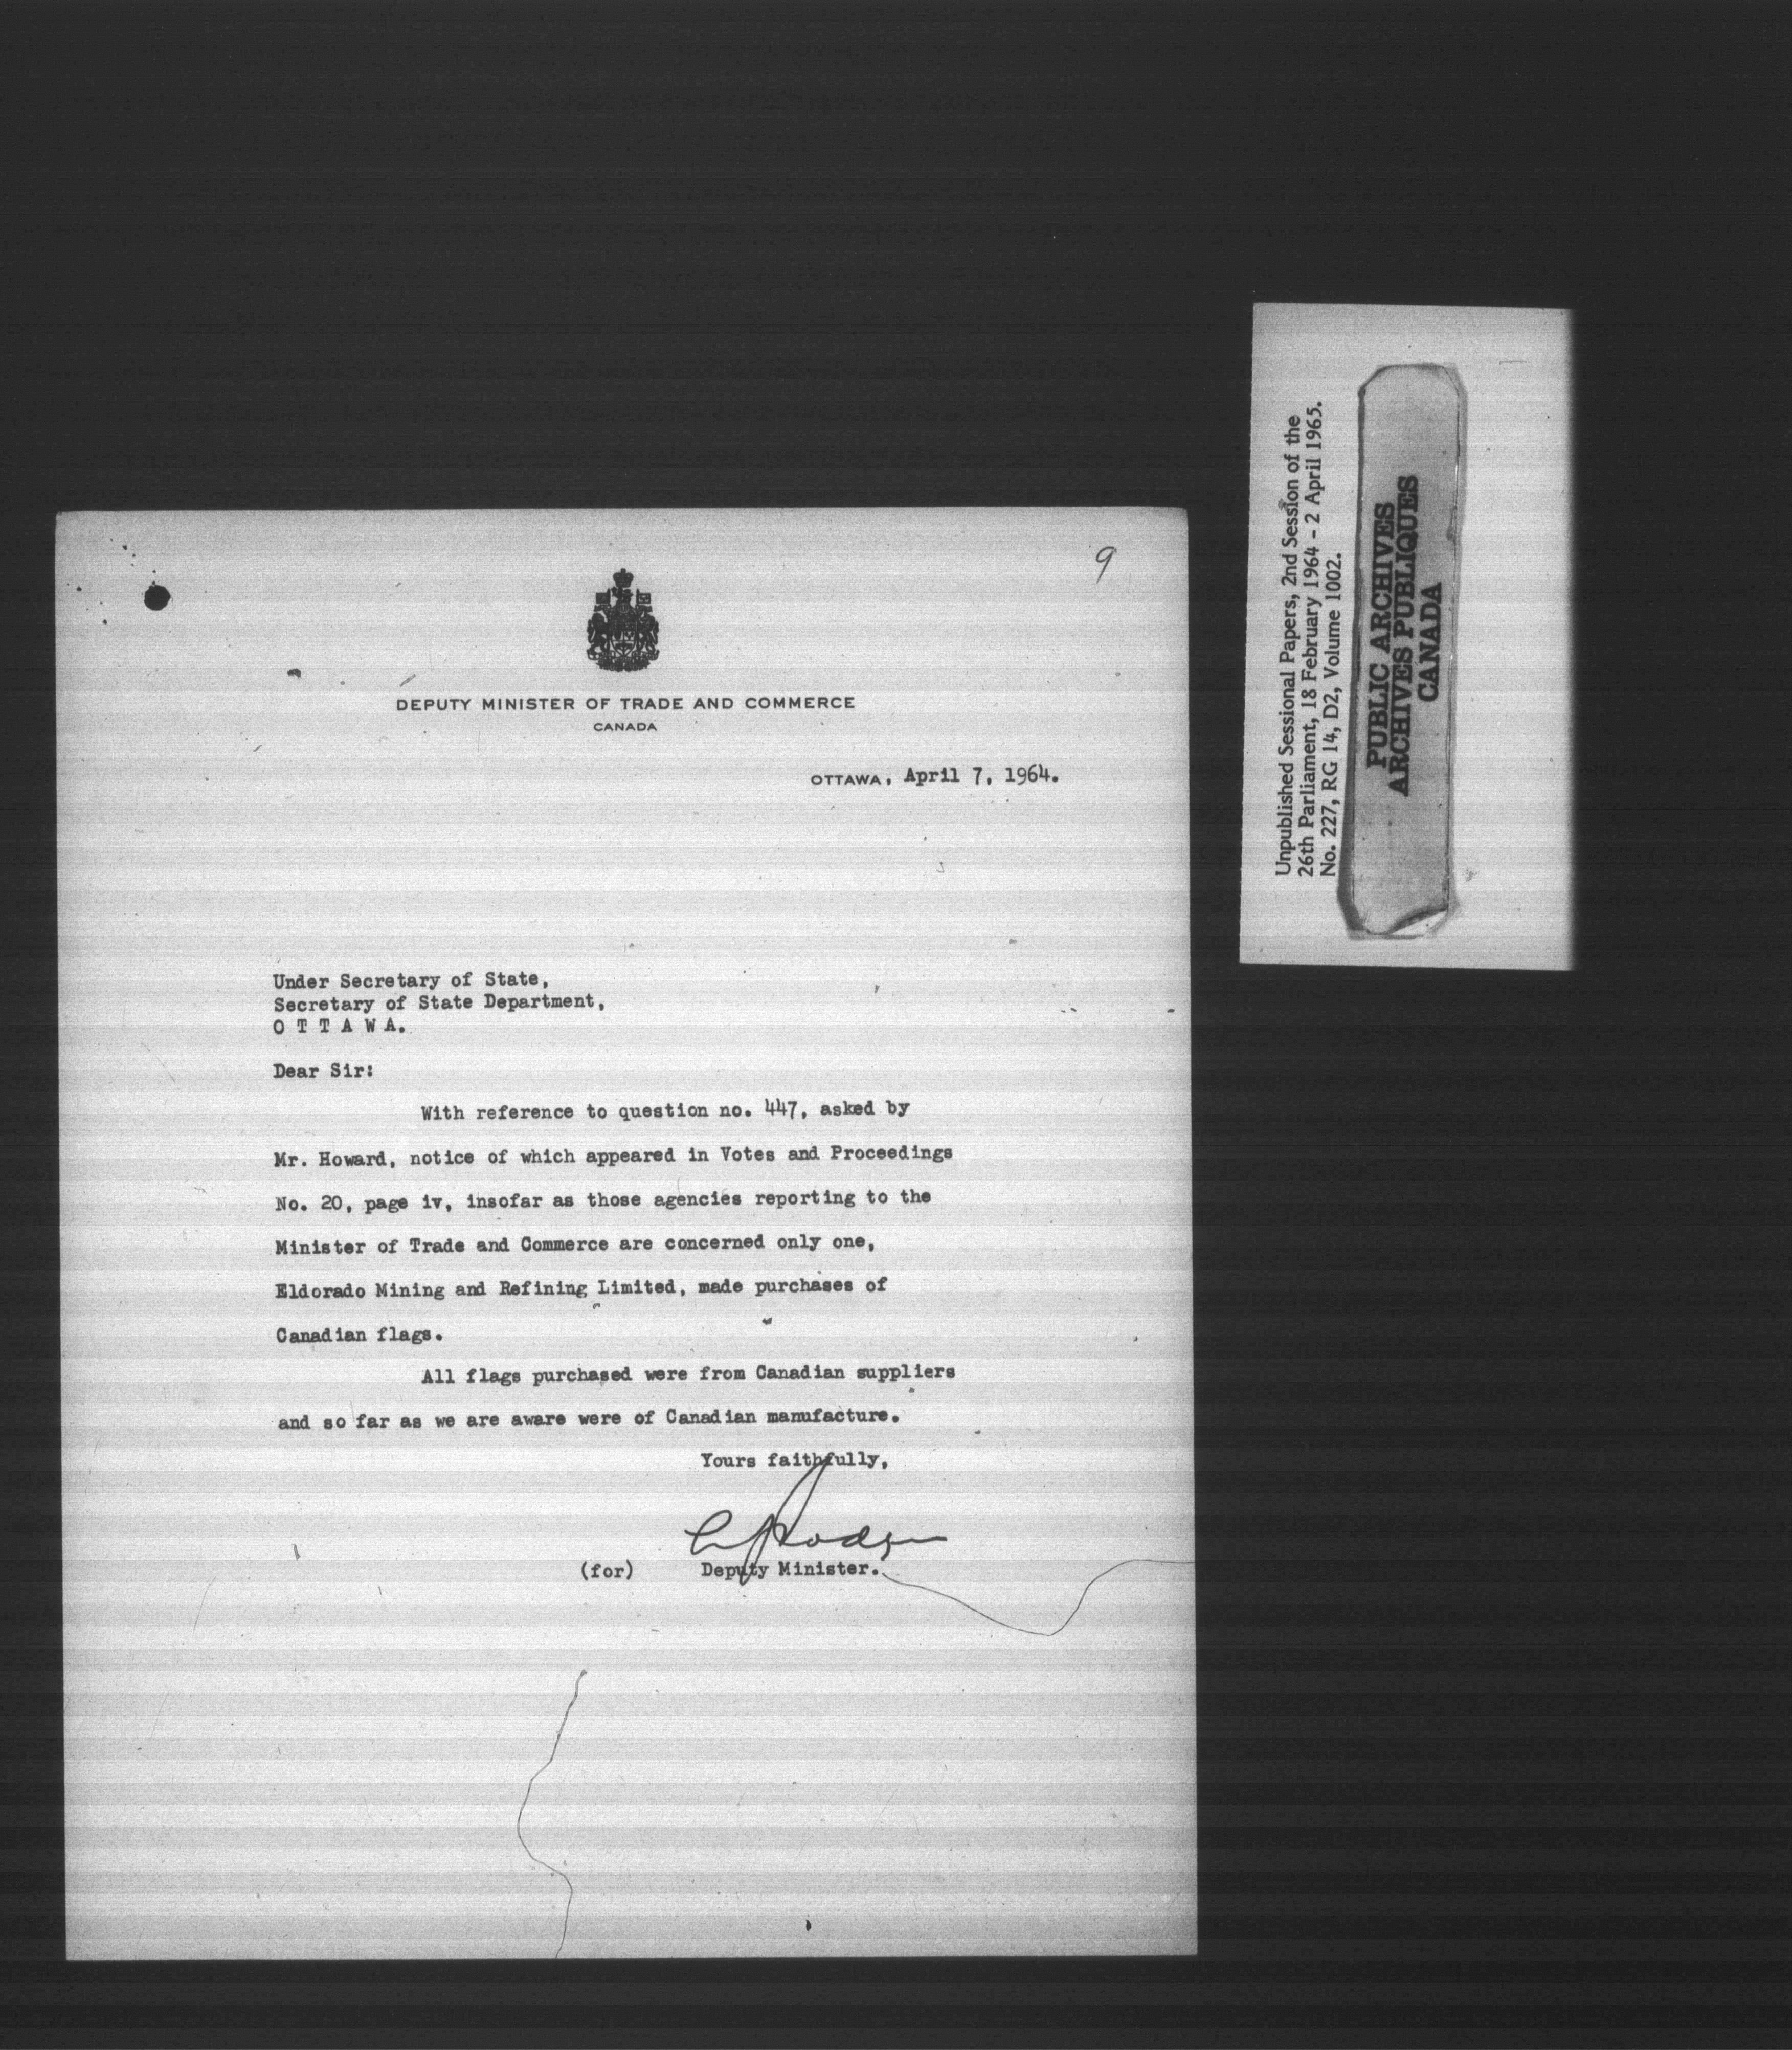 9
DEPUTY MINISTER OF TRADE AND COMMERCE
CANADA
OTTAWA, April 7, 1964.
Under Secretary of State,
Secretary of State Department,
O T T A W A.
Dear Sir:
With reference to question no. 447, asked by
Mr. Howard, notice of which appeared in Votes and Proceedings
No. 20, page iv, insofar as those agencies reporting to the
Minister of Trade and Commerce are concerned only one,
Eldorado Mining and Refining Limited, made purchases of
Canadian flags.
All flags purchased were from Canadian suppliers
and so far as we are aware were of Canadian manufacture.
Yours faithfully,
(for) Deputy Minister.
Unpublished Sessional Papers, 2nd Session of the
26th Parliament, 18 February 1964 - 2 April 1965.
No. 227, RG 14, D2, Volume 1002.
PUBLIC ARCHIVES
ARCHIVES PUBLIQUES
CANADA